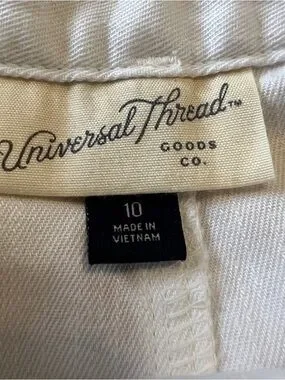 Universal Thread™
GOODS
CO.
10
MADE IN
VIETNAM